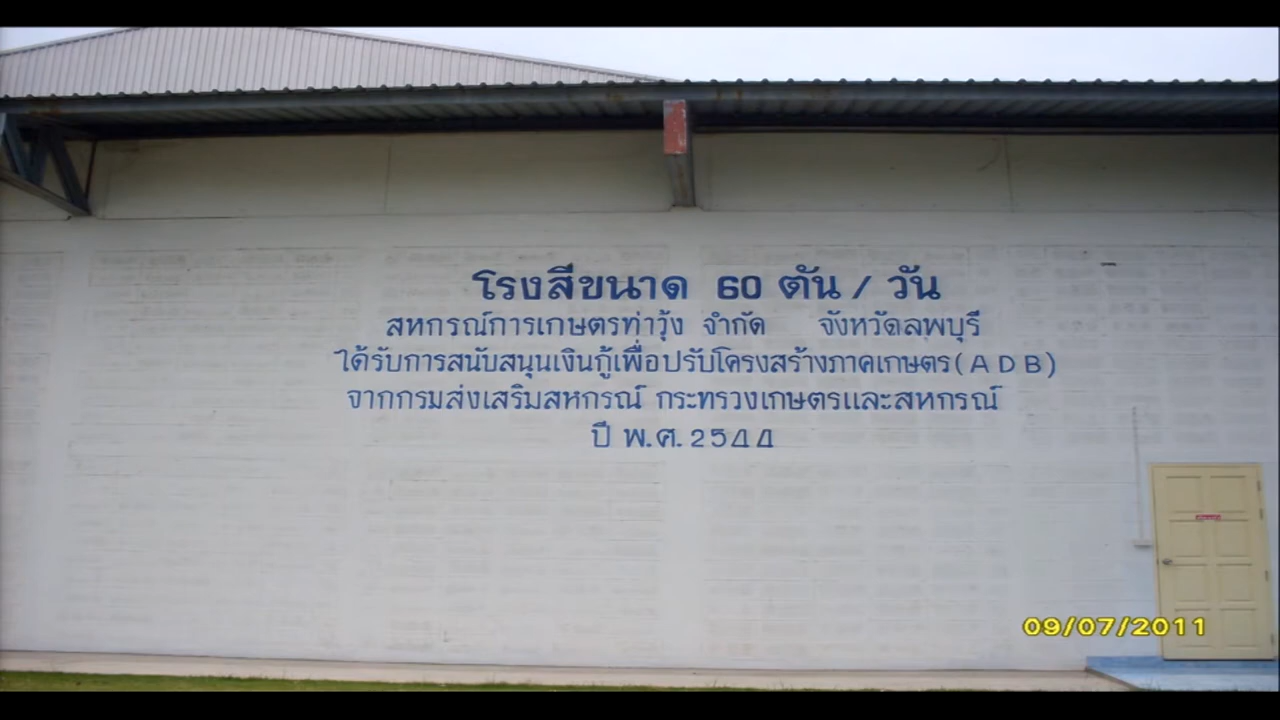 โรงสีขนาด 60 ตัน / วัน
สหกรณ์การเกษตรท่าวุ้ง จำกัด จังหวัดลพบุรี
ได้รับการสนับสนุนเงินกู้เพื่อปรับโครงสร้างภาคเกษตร(ADB)
จากกรมส่งเสริมสหกรณ์ กระทรวงเกษตรและสหกรณ์
ปี พ.ศ. 2544
09/07/2011